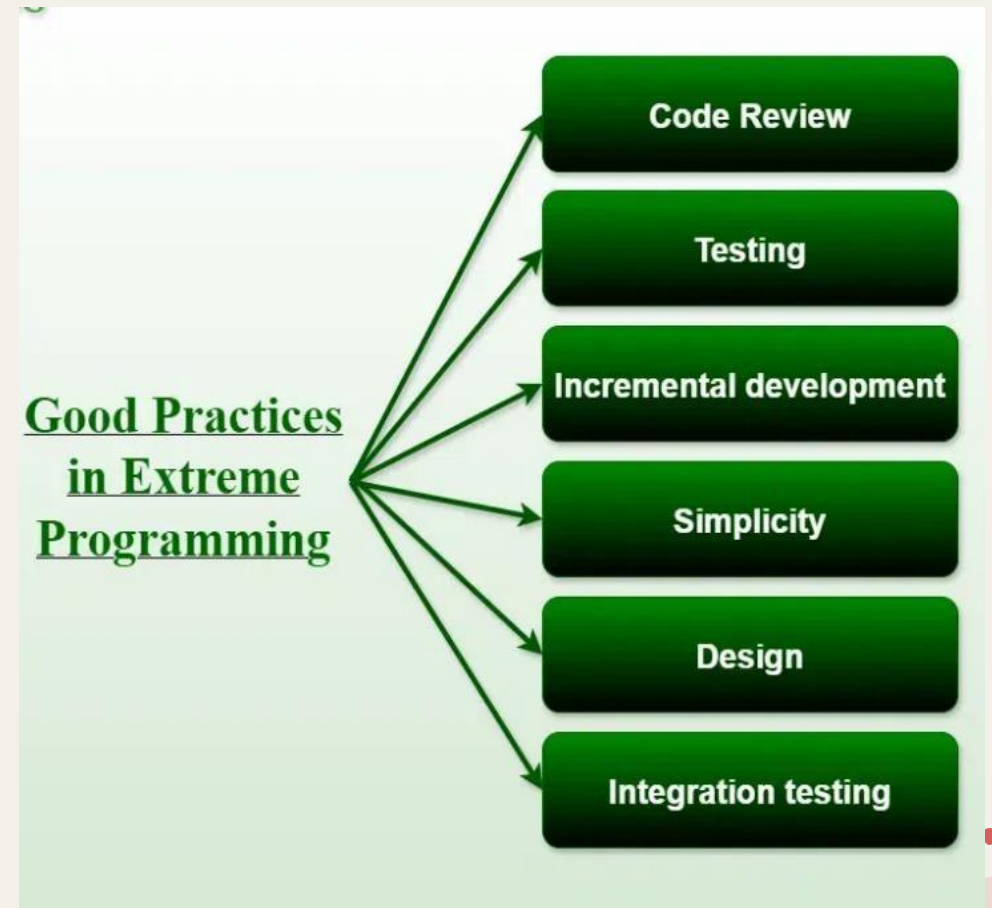 Good Practices
in Extreme
Programming
Code Review
Testing
Incremental development
Simplicity
Design
Integration testing